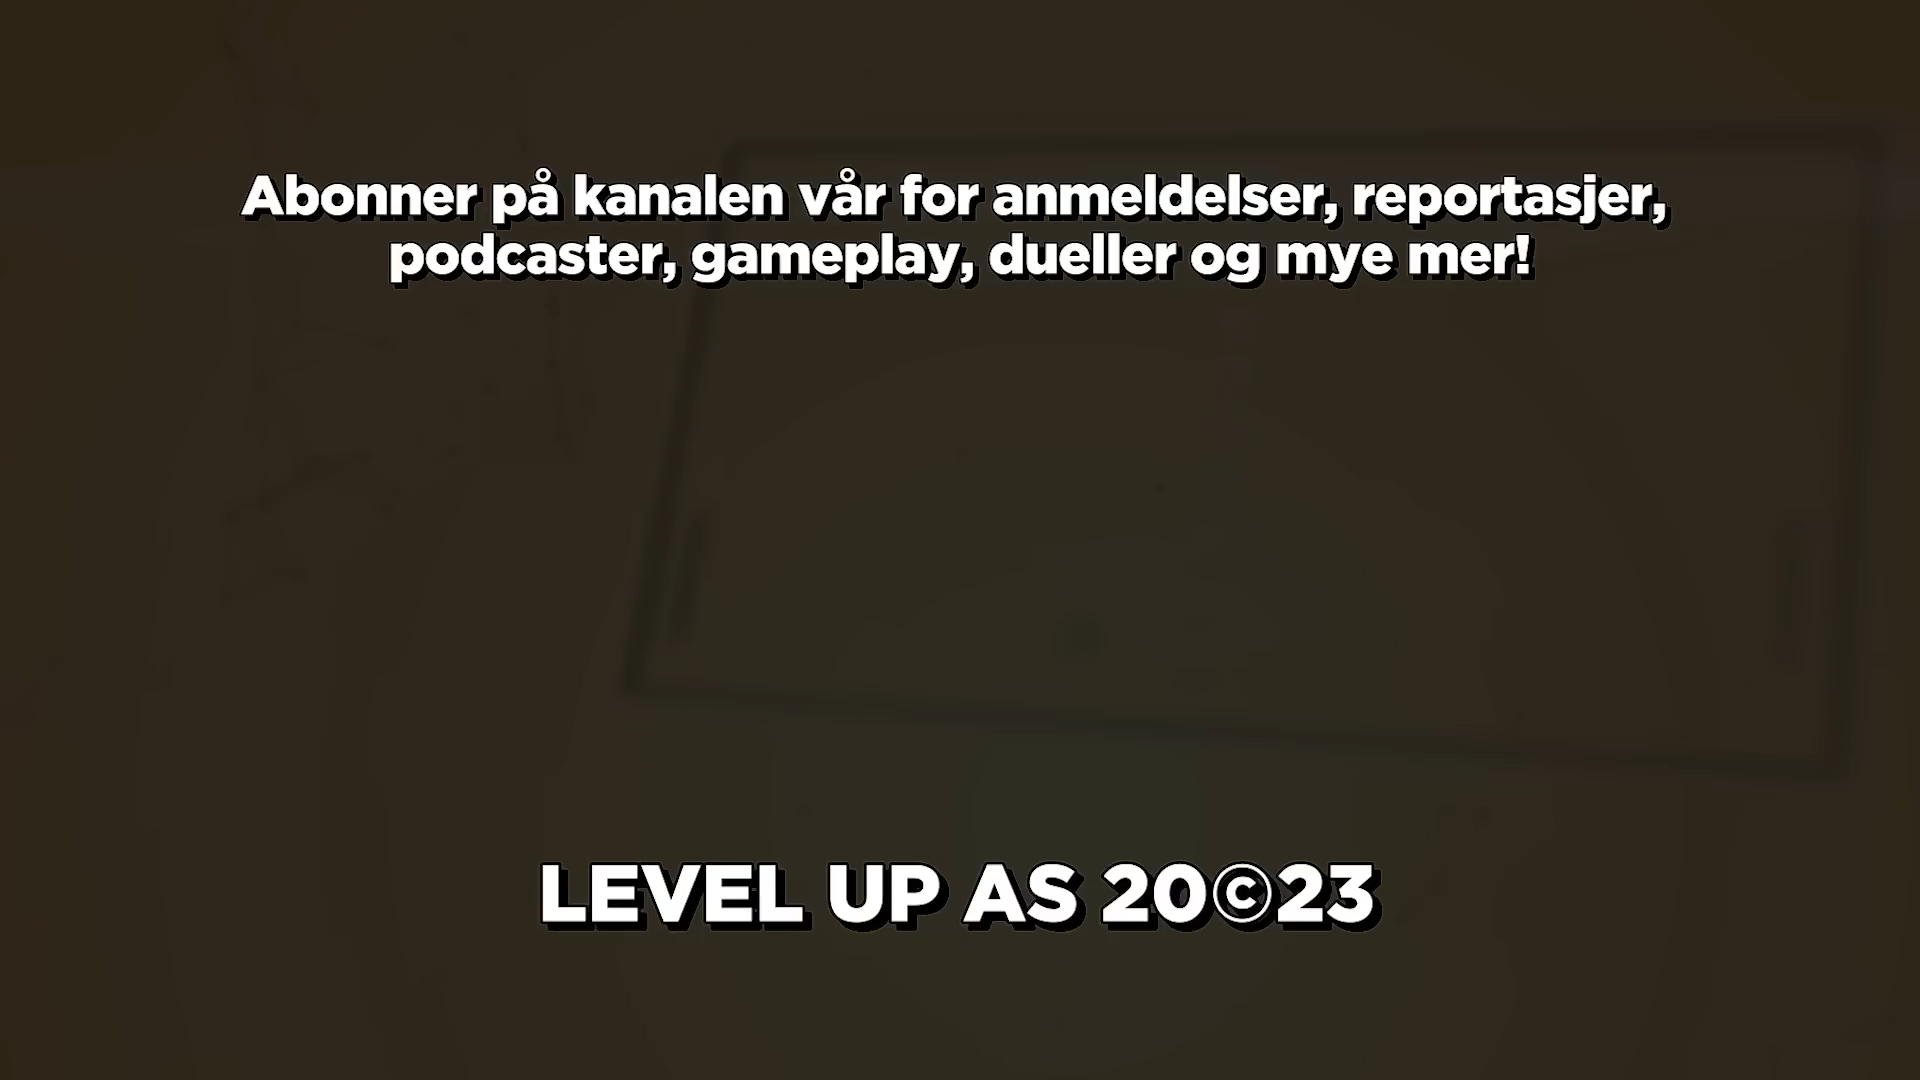 Abonner på kanalen vår for anmeldelser, reportasjer,
podcaster, gameplay, dueller og mye mer!
LEVEL UP AS 20©23